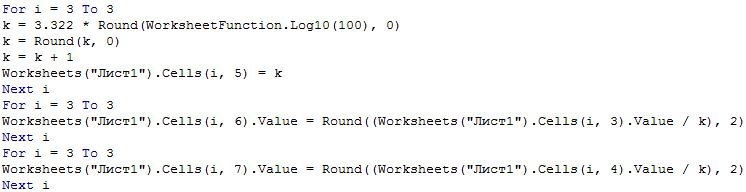 For i = 3 To 3
k = 3.322 * Round(WorksheetFunction.Log10(100), 0)
k = Round(k, 0)
k = k + 1
Worksheets("Лист1").Cells(i, 5) = k
Next i
For i = 3 To 3
Worksheets("Лист1").Cells(i, 6).Value = Round((Worksheets("Лист1").Cells(i, 3).Value / k), 2)
Next i
For i = 3 To 3
Worksheets("Лист1").Cells(i, 7).Value = Round((Worksheets("Лист1").Cells(i, 4).Value / k), 2)
Next i